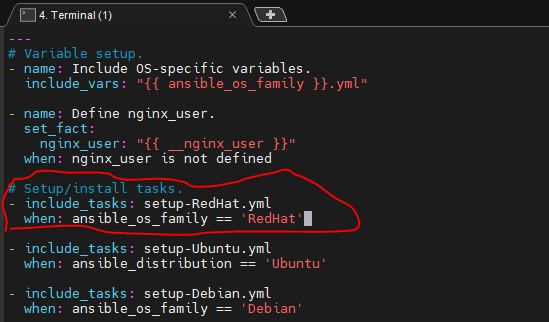 4. Terminal (1)
---
# Variable setup.
- name: Include OS-specific variables.
  include_vars: "{{ ansible_os_family }}.yml"

- name: Define nginx_user.
  set_fact:
    nginx_user: "{{ __nginx_user }}"
  when: nginx_user is not defined

# Setup/install tasks.
- include_tasks: setup-RedHat.yml
  when: ansible_os_family == 'RedHat'

- include_tasks: setup-Ubuntu.yml
  when: ansible_distribution == 'Ubuntu'

- include_tasks: setup-Debian.yml
  when: ansible_os_family == 'Debian'